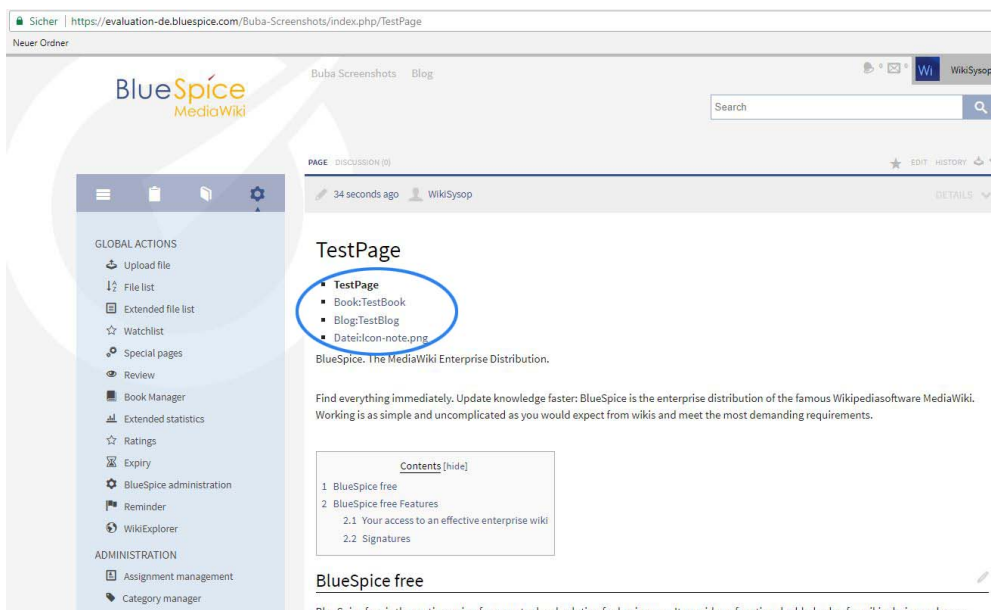 Sicher | https://evaluation-de.bluespice.com/Buba-Screenshots/index.php/TestPage
Neuer Ordner
BlueSpice
MediaWiki
Buba Screenshots Blog
Wi WikiSysop
Search
PAGE DISCUSSION (0)
EDIT HISTORY
34 seconds ago WikiSysop
DETAILS
GLOBAL ACTIONS
Upload file
File list
Extended file list
Watchlist
Special pages
Review
Book Manager
Extended statistics
Ratings
Expiry
BlueSpice administration
Reminder
WikiExplorer
ADMINISTRATION
Assignment management
Category manager
TestPage
TestPage
Book:TestBook
Blog:TestBlog
Datei:Icon-note.png
BlueSpice. The MediaWiki Enterprise Distribution.
Find everything immediately. Update knowledge faster: BlueSpice is the enterprise distribution of the famous Wikipediasoftware MediaWiki.
Working is as simple and uncomplicated as you would expect from wikis and meet the most demanding requirements.
Contents [hide]
1 BlueSpice free
2 BlueSpice free Features
2.1 Your access to an effective enterprise wiki
2.2 Signatures
BlueSpice free